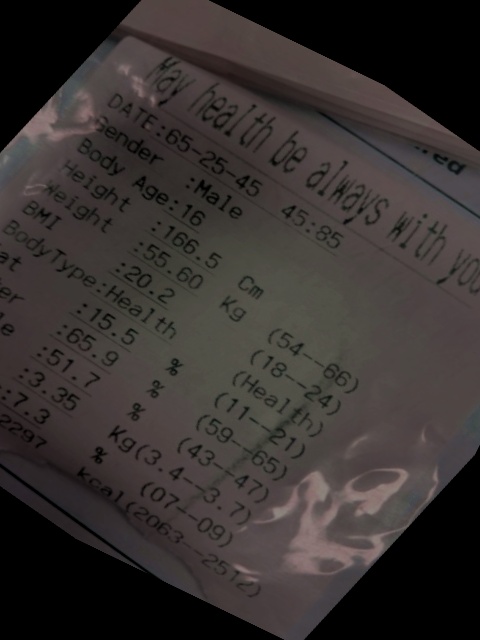 May health be always with you
DATE:65-25-45 45:85
Gender :Male
Body Age:16
Height :166.5 Cm
Weight :55.60 Kg (54--66)
BMI :20.2 (18--24)
BodyType:Health (Health)
:15.5 % (11--21)
:65.9 % (59--65)
:51.7 % (43--47)
:3.35 Kg(3.4--3.7)
:7.3 % (07--09)
2297 kcal(2063--2512)